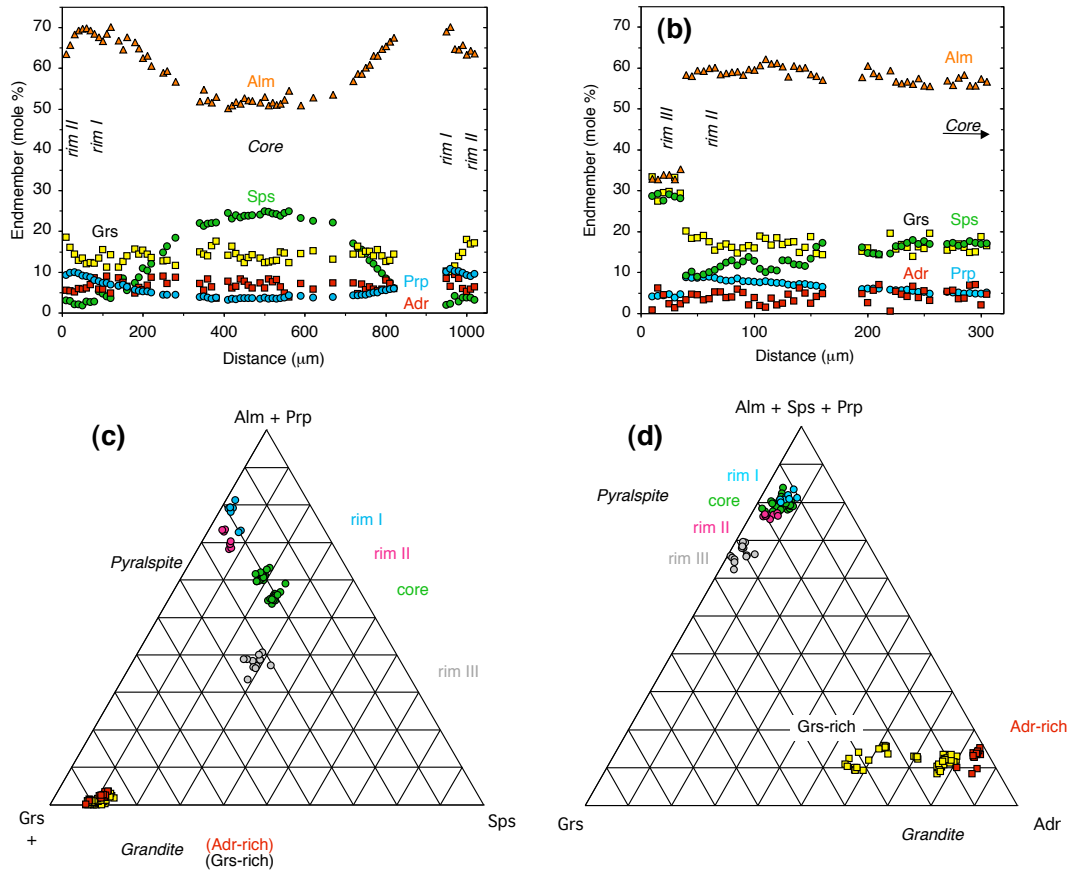 70
60
50
40
30
20
10
0
Endmember (mole %)
Alm
rim II
rim I
Core
rim I
rim II
Sps
Grs
Prp
Adr
0 200 400 600 800 1000
Distance (µm)
(b)
70
60
50
40
30
20
10
0
Endmember (mole %)
Alm
rim III
rim II
Core
Grs
Sps
Adr
Prp
0 100 200 300
Distance (µm)
(c)
Alm + Prp
rim I
rim II
Pyralspite
core
rim III
Grs
+
Sps
Grandite
(Adr-rich)
(Grs-rich)
(d)
Alm + Sps + Prp
rim I
Pyralspite
core
rim II
rim III
Grs-rich
Adr-rich
Grs
Adr
Grandite